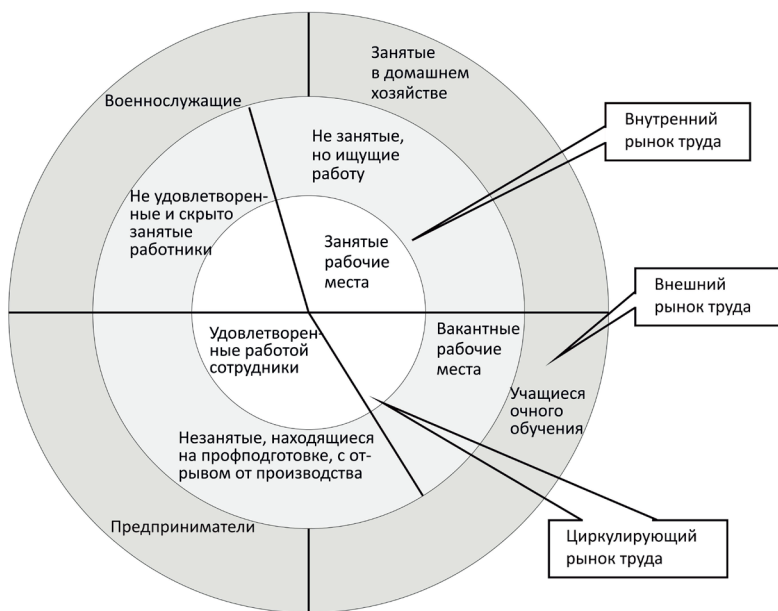 Занятые
в домашнем
хозяйстве
Военнослужащие
Внутренний
рынок труда
Не занятые,
но ищущие
работу
Не удовлетворен-
ные и скрыто
занятые
работники
Занятые
рабочие
места
Внешний
рынок труда
Удовлетворен-
ные работой
сотрудники
Вакантные
рабочие
места
Учащиеся
очного
обучения
Незанятые, находящиеся
на профподготовке, с от-
рывом от производства
Предприниматели
Циркулирующий
рынок труда